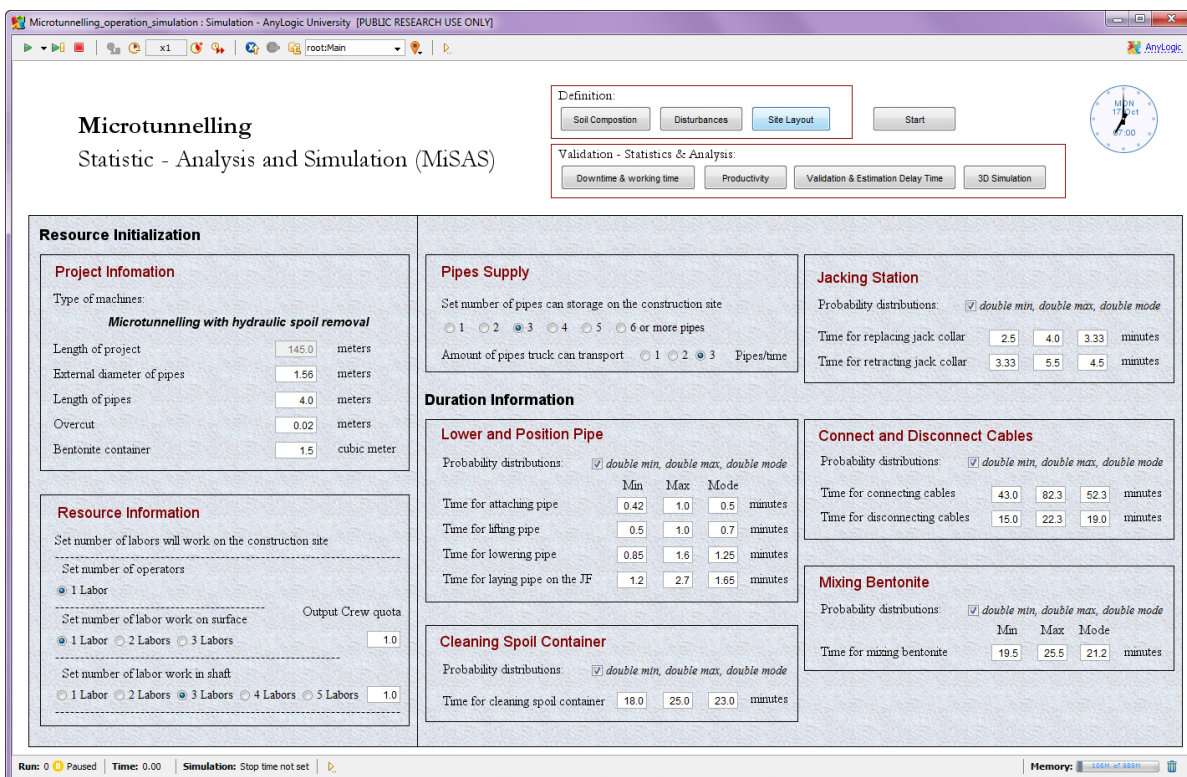 Microtunnelling_operation_simulation : Simulation - AnyLogic University [PUBLIC RESEARCH USE ONLY]
x1
root:Main
AnyLogic
Microtunnelling
Statistic - Analysis and Simulation (MiSAS)
Definition:
Soil Compostion Disturbances Site Layout Start
Validation - Statistics & Analysis:
Downtime & working time Productivity Validation & Estimation Delay Time 3D Simulation
MON
17 Oct
07:00
Resource Initialization
Project Infomation
Type of machines:
Microtunnelling with hydraulic spoil removal
Length of project 145.0 meters
External diameter of pipes 1.56 meters
Length of pipes 4.0 meters
Overcut 0.02 meters
Bentonite container 1.5 cubic meter
Resource Information
Set number of labors will work on the construction site
Set number of operators
1 Labor
Output Crew quota
Set number of labor work on surface
1 Labor 2 Labors 3 Labors 1.0
Set number of labor work in shaft
1 Labor 2 Labors 3 Labors 4 Labors 5 Labors 1.0
Pipes Supply
Set number of pipes can storage on the construction site
1 2 3 4 5 6 or more pipes
Amount of pipes truck can transport 1 2 3 Pipes/time
Jacking Station
Probability distributions: double min, double max, double mode
Time for replacing jack collar 2.5 4.0 3.33 minutes
Time for retracting jack collar 3.33 5.5 4.5 minutes
Duration Information
Lower and Position Pipe
Probability distributions: double min, double max, double mode
Min Max Mode
Time for attaching pipe 0.42 1.0 0.5 minutes
Time for lifting pipe 0.5 1.0 0.7 minutes
Time for lowering pipe 0.85 1.6 1.25 minutes
Time for laying pipe on the JF 1.2 2.7 1.65 minutes
Connect and Disconnect Cables
Probability distributions: double min, double max, double mode
Time for connecting cables 43.0 82.3 52.3 minutes
Time for disconnecting cables 15.0 22.3 19.0 minutes
Cleaning Spoil Container
Probability distributions: double min, double max, double mode
Time for cleaning spoil container 18.0 25.0 23.0 minutes
Mixing Bentonite
Probability distributions: double min, double max, double mode
Min Max Mode
Time for mixing bentonite 19.5 25.5 21.2 minutes
Run: 0 Paused Time: 0.00 Simulation: Stop time not set Memory: 106M of 989M